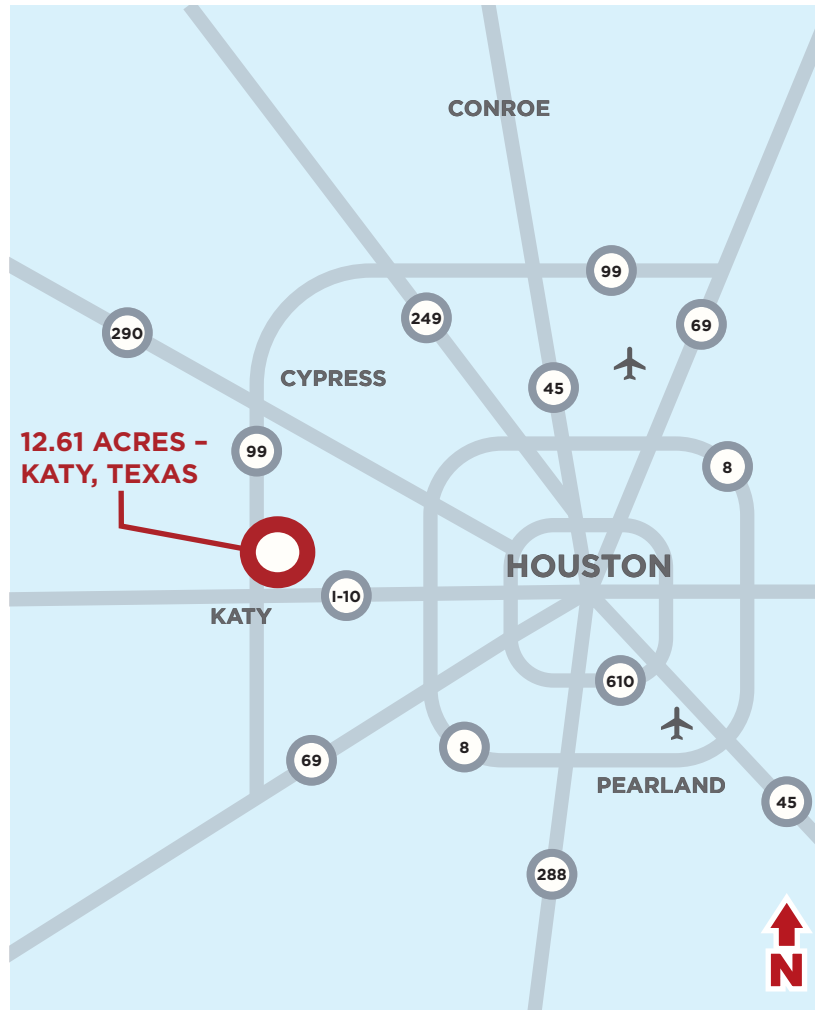 CONROE
99
69
249
290
CYPRESS
45
12.61 ACRES –
KATY, TEXAS
99
8
HOUSTON
I-10
KATY
610
8
69
PEARLAND
45
288
N